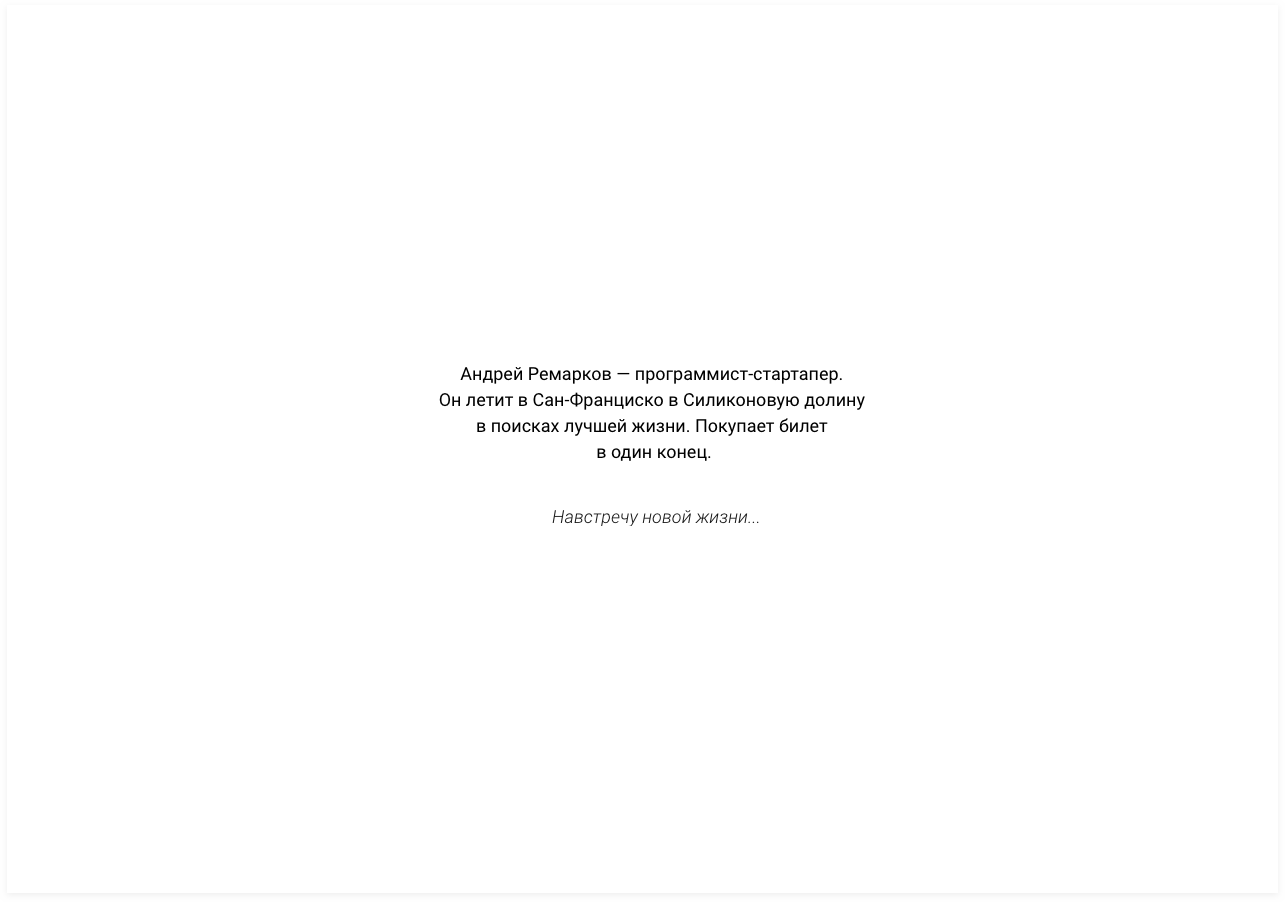 Андрей Ремарков — программист-стартапер.
Он летит в Сан-Франциско в Силиконовую долину
в поисках лучшей жизни. Покупает билет
в один конец.
Навстречу новой жизни...